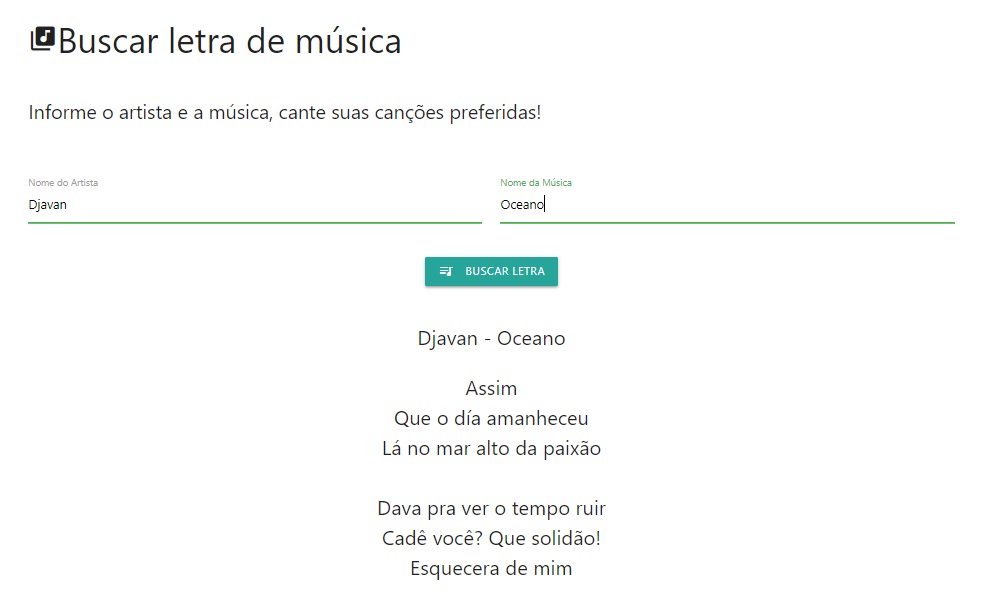 Buscar letra de música
Informe o artista e a música, cante suas canções preferidas!
Nome do Artista
Djavan
Nome da Música
Oceano
BUSCAR LETRA
Djavan - Oceano
Assim
Que o día amanheceu
Lá no mar alto da paixão
Dava pra ver o tempo ruir
Cadê você? Que solidão!
Esquecera de mim